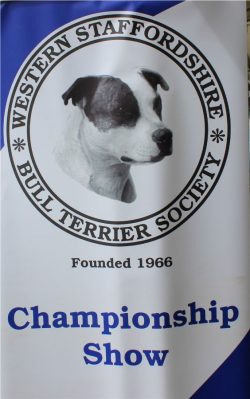 * WESTERN STAFFORDSHIRE *
BULL TERRIER SOCIETY
Founded 1966
Championship
Show